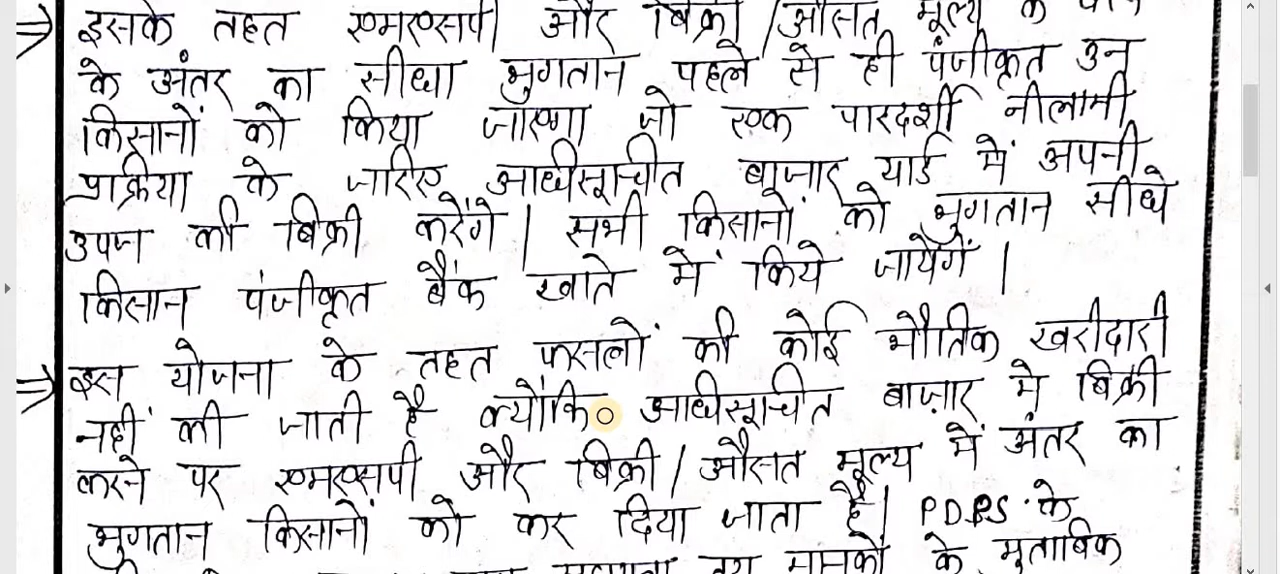 इसके तहत एमएसपी और बिक्री /औसत मूल्य के
के अंतर का सीधा भुगतान पहले से ही पंजीकृत उन
किसानों को किया जाएगा जो एक पारदर्शी नीलामी
प्रक्रिया के जरिए अधिसूचित बाजार यार्ड में अपनी
उपज की बिक्री करेंगे | सभी किसानों को भुगतान सीधे
किसान पंजीकृत बैंक खाते में किये जायेगें |
इस योजना के तहत फसलों की कोई भौतिक खरीदारी
नहीं की जाती है क्योंकि अधिसूचित बाज़ार मे बिक्री
करने पर एमएसपी और बिक्री / औसत मूल्य में अंतर का
भुगतान किसानों को कर दिया जाता है| PDPS के
के मुताबिक